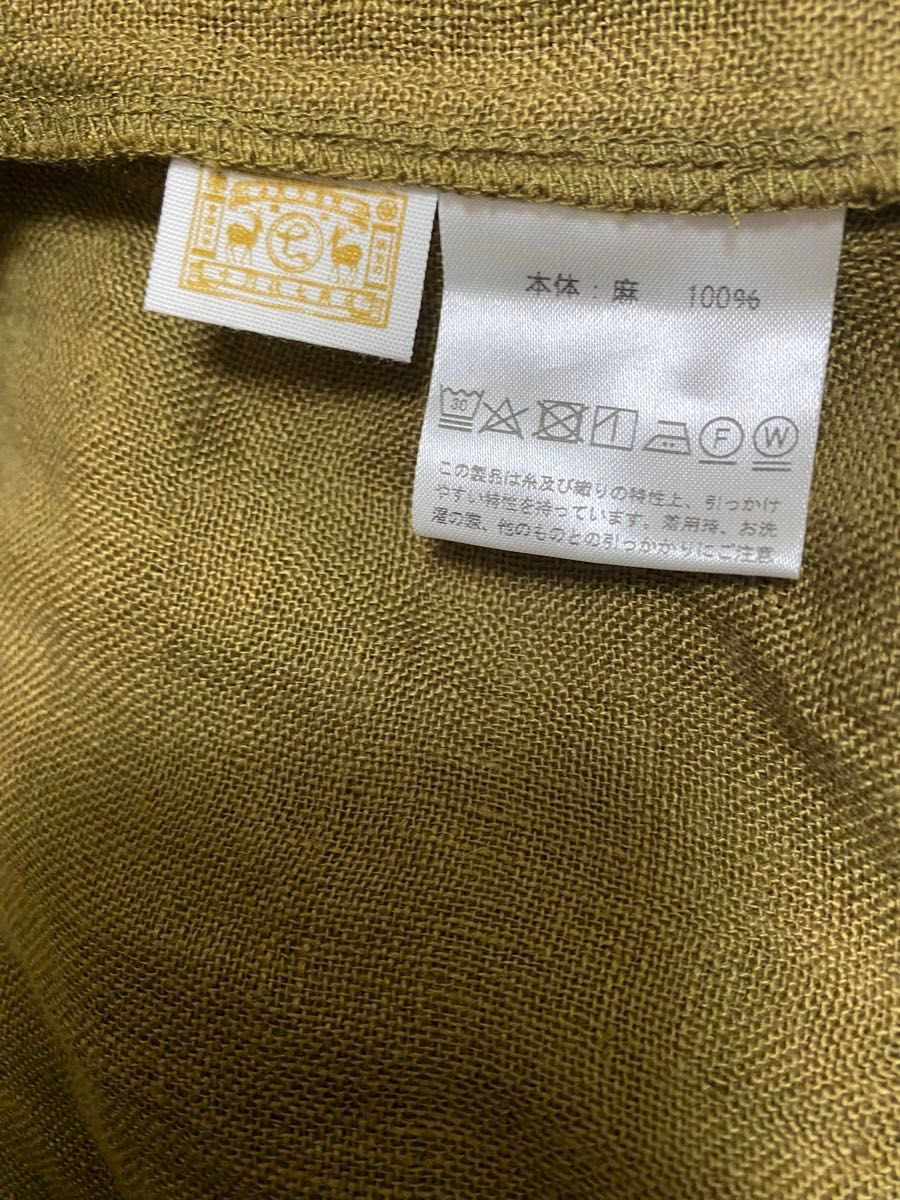 本体：麻 100%
30
F W
この製品は糸及び織りの特性上、引っかけ
やすい特性を持っています。着用時、お洗
濯の家、他のものとの引っかかりにご注意